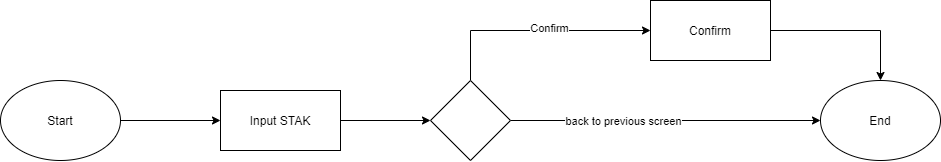 Confirm
Confirm
Start
Input STAK
back to previous screen
End